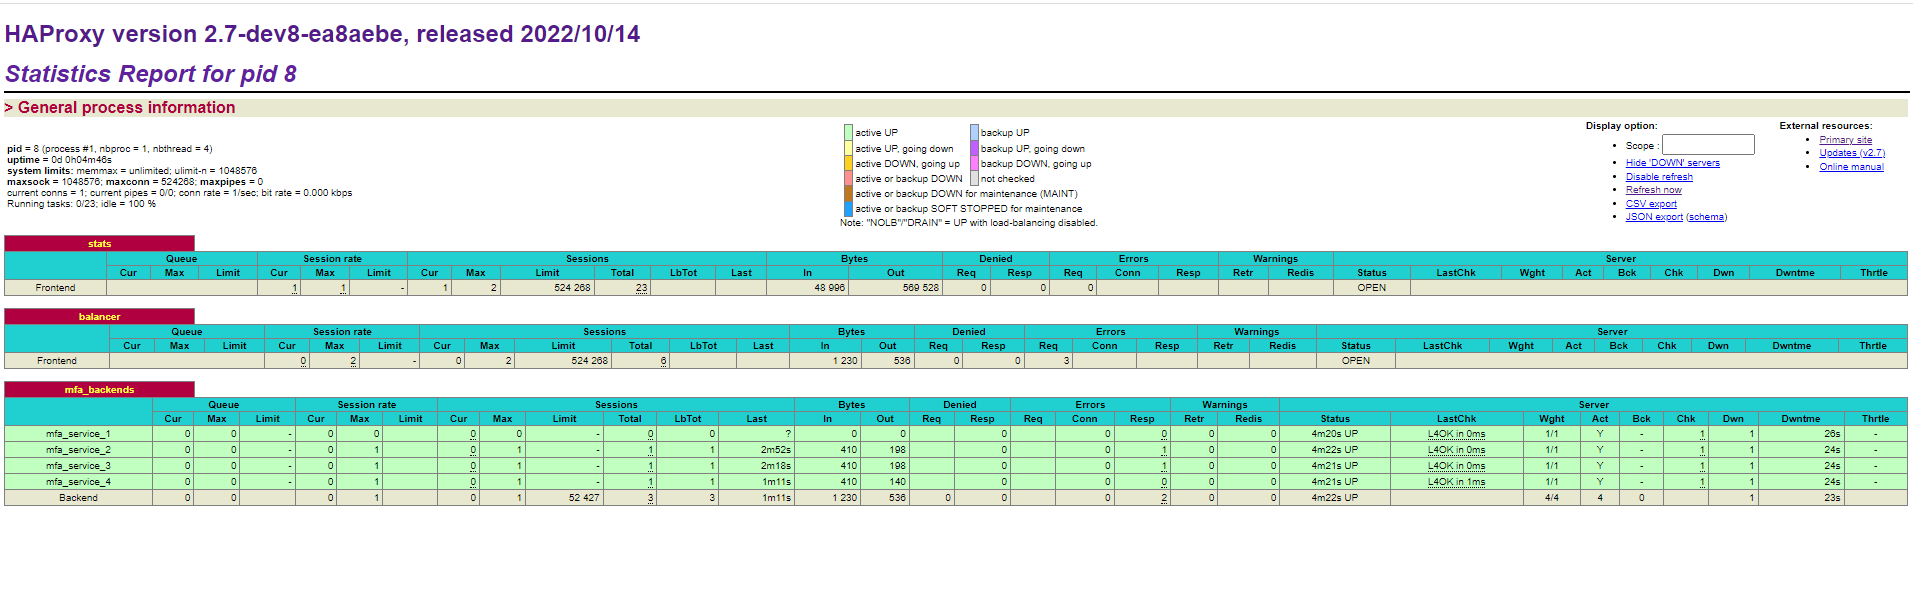 HAProxy version 2.7-dev8-ea8aebe, released 2022/10/14
Statistics Report for pid 8
> General process information
pid = 8 (process #1, nbproc = 1, nbthread = 4)
uptime = 0d 0h04m46s
system limits: memmax = unlimited; ulimit-n = 1048576
maxsock = 1048576; maxconn = 524268; maxpipes = 0
current conns = 1; current pipes = 0/0; conn rate = 1/sec; bit rate = 0.000 kbps
Running tasks: 0/23; idle = 100 %
active UP backup UP
active UP, going down backup UP, going down
active DOWN, going up backup DOWN, going up
active or backup DOWN not checked
active or backup DOWN for maintenance (MAINT)
active or backup SOFT STOPPED for maintenance
Note: "NOLB"/"DRAIN" = UP with load-balancing disabled.
Display option:
• Scope :
• Hide 'DOWN' servers
• Disable refresh
• Refresh now
• CSV export
• JSON export (schema)
External resources:
• Primary site
• Updates (v2.7)
• Online manual
stats
Queue Session rate Sessions Bytes Denied Errors Warnings Server
Cur Max Limit Cur Max Limit Cur Max Limit Total LbTot Last In Out Req Resp Req Conn Resp Retr Redis Status LastChk Wght Act Bck Chk Dwn Dwntme Thrtle
Frontend 1 1 - 1 2 524 268 23 48 996 569 528 0 0 0 OPEN
balancer
Queue Session rate Sessions Bytes Denied Errors Warnings Server
Cur Max Limit Cur Max Limit Cur Max Limit Total LbTot Last In Out Req Resp Req Conn Resp Retr Redis Status LastChk Wght Act Bck Chk Dwn Dwntme Thrtle
Frontend 0 2 - 0 2 524 268 6 1 230 536 0 0 3 OPEN
mfa_backends
Queue Session rate Sessions Bytes Denied Errors Warnings Server
Cur Max Limit Cur Max Limit Cur Max Limit Total LbTot Last In Out Req Resp Req Conn Resp Retr Redis Status LastChk Wght Act Bck Chk Dwn Dwntme Thrtle
mfa_service_1 0 0 - 0 0 0 0 - 0 0 ? 0 0 0 0 0 0 0 4m20s UP L4OK in 0ms 1/1 Y - 1 1 26s -
mfa_service_2 0 0 - 0 1 0 1 - 1 1 2m52s 410 198 0 0 1 0 0 4m22s UP L4OK in 0ms 1/1 Y - 1 1 24s -
mfa_service_3 0 0 - 0 1 0 1 - 1 1 2m18s 410 198 0 0 1 0 0 4m21s UP L4OK in 0ms 1/1 Y - 1 1 24s -
mfa_service_4 0 0 - 0 1 0 1 - 1 1 1m11s 410 140 0 0 0 0 0 4m21s UP L4OK in 1ms 1/1 Y - 1 1 24s -
Backend 0 0 0 1 0 1 52 427 3 3 1m11s 1 230 536 0 0 0 2 0 0 4m22s UP 4/4 4 0 1 23s